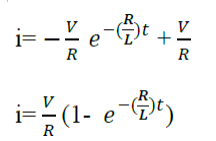 i= − V/R e^−(R/L)t + V/R
i= V/R (1- e^−(R/L)t)